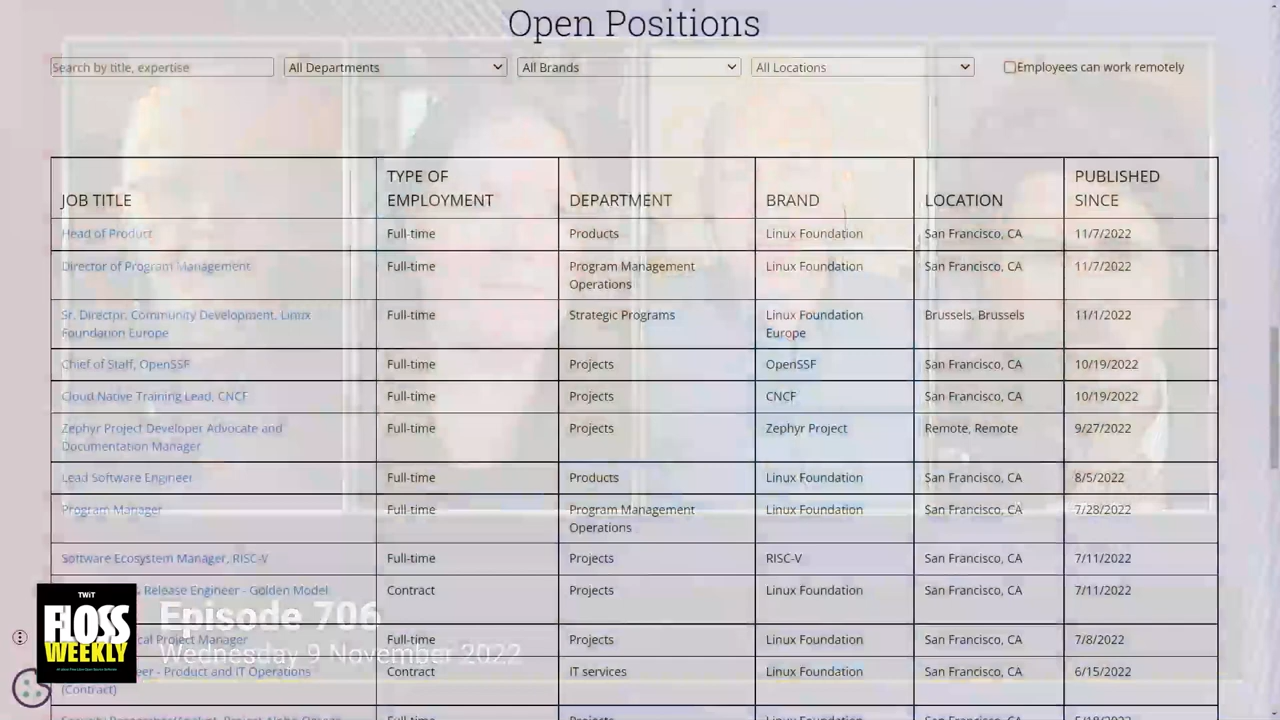 Open Positions
Search by title, expertise All Departments All Brands All Locations Employees can work remotely
JOB TITLE TYPE OF EMPLOYMENT DEPARTMENT BRAND LOCATION PUBLISHED SINCE
Head of Product Full-time Products Linux Foundation San Francisco, CA 11/7/2022
Director of Program Management Full-time Program Management Operations Linux Foundation San Francisco, CA 11/7/2022
Sr. Director, Community Development, Linux Foundation Europe Full-time Strategic Programs Linux Foundation Europe Brussels, Brussels 11/1/2022
Chief of Staff, OpenSSF Full-time Projects OpenSSF San Francisco, CA 10/19/2022
Cloud Native Training Lead, CNCF Full-time Projects CNCF San Francisco, CA 10/19/2022
Zephyr Project Developer Advocate and Documentation Manager Full-time Projects Zephyr Project Remote, Remote 9/27/2022
Lead Software Engineer Full-time Products Linux Foundation San Francisco, CA 8/5/2022
Program Manager Full-time Program Management Operations Linux Foundation San Francisco, CA 7/28/2022
Software Ecosystem Manager, RISC-V Full-time Projects RISC-V San Francisco, CA 7/11/2022
Release Engineer - Golden Model Contract Projects Linux Foundation San Francisco, CA 7/11/2022
Project Manager Full-time Projects Linux Foundation San Francisco, CA 7/8/2022
- Product and IT Operations (Contract) Contract IT services Linux Foundation San Francisco, CA 6/15/2022
TWiT
FLOSS
WEEKLY
Episode 706
Wednesday 9 November 2022